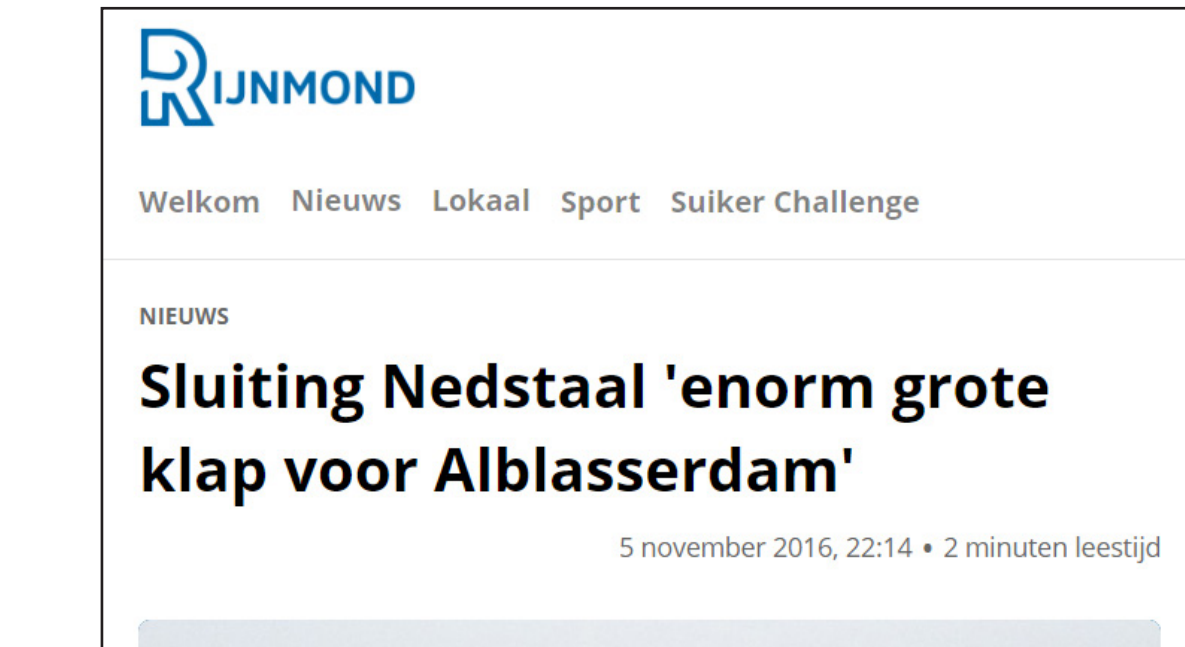 RIJNMOND
Welkom Nieuws Lokaal Sport Suiker Challenge
NIEUWS
Sluiting Nedstaal 'enorm grote
klap voor Alblasserdam'
5 november 2016, 22:14 • 2 minuten leestijd